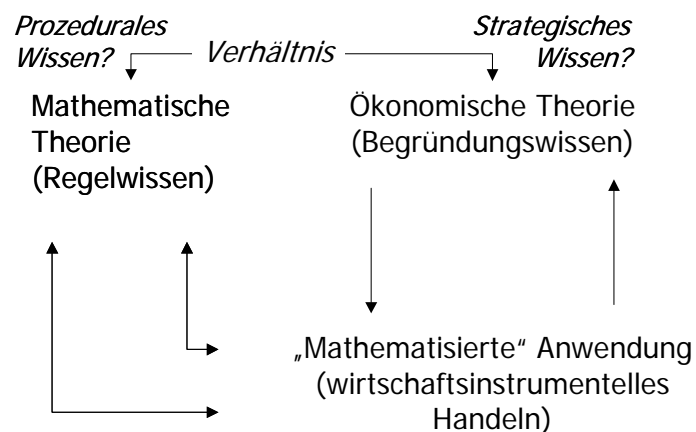 Prozedurales
Wissen?
Verhältnis
Strategisches
Wissen?
Mathematische
Theorie
(Regelwissen)
Ökonomische Theorie
(Begründungswissen)
„Mathematisierte“ Anwendung
(wirtschaftsinstrumentelles
Handeln)